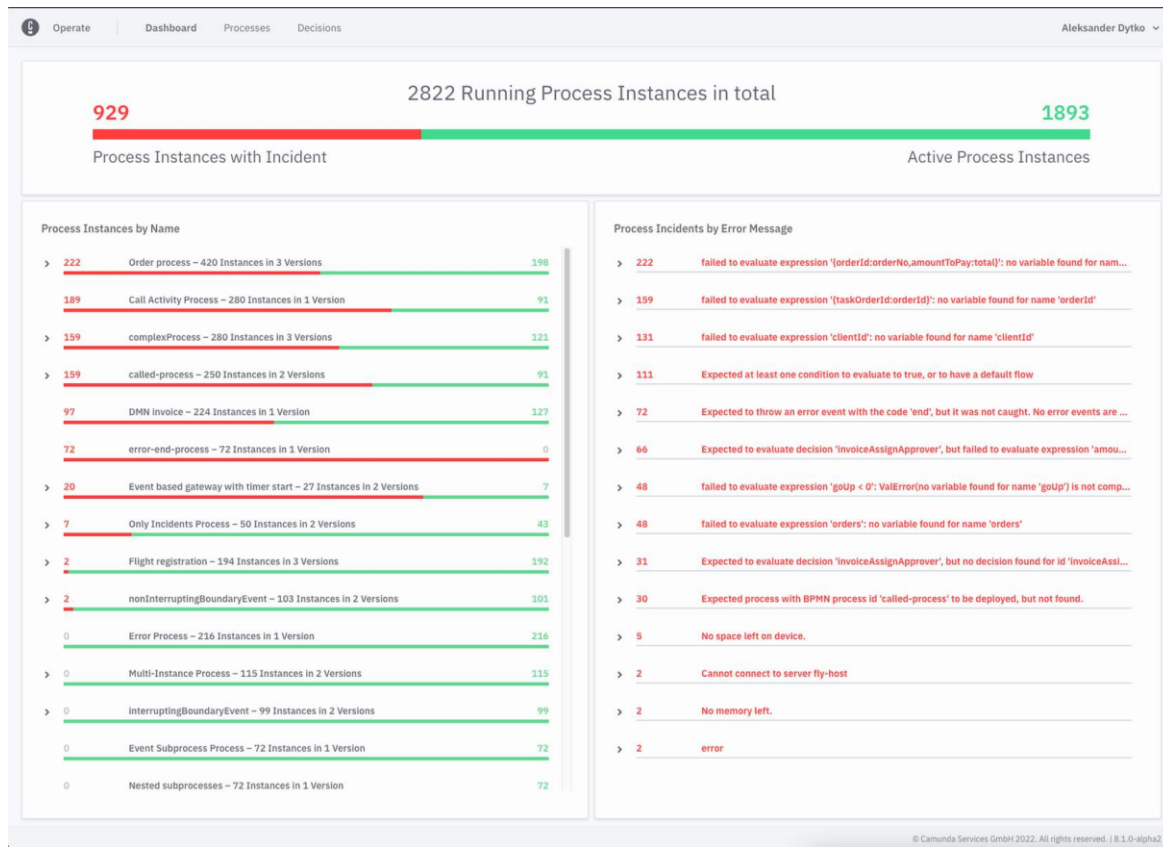 Operate Dashboard Processes Decisions Aleksander Dytko
2822 Running Process Instances in total
929 1893
Process Instances with Incident Active Process Instances
Process Instances by Name
222 Order process – 420 Instances in 3 Versions 198
189 Call Activity Process – 280 Instances in 1 Version 91
159 complexProcess – 280 Instances in 3 Versions 121
159 called-process – 250 Instances in 2 Versions 91
97 DMN invoice – 224 Instances in 1 Version 127
72 error-end-process – 72 Instances in 1 Version 0
20 Event based gateway with timer start – 27 Instances in 2 Versions 7
7 Only Incidents Process – 50 Instances in 2 Versions 43
2 Flight registration – 194 Instances in 3 Versions 192
2 nonInterruptingBoundaryEvent – 103 Instances in 2 Versions 101
0 Error Process – 216 Instances in 1 Version 216
0 Multi-Instance Process – 115 Instances in 2 Versions 115
0 interruptingBoundaryEvent – 99 Instances in 2 Versions 99
0 Event Subprocess Process – 72 Instances in 1 Version 72
0 Nested subprocesses – 72 Instances in 1 Version 72
Process Incidents by Error Message
222 failed to evaluate expression '{orderId:orderNo,amountToPay:total}': no variable found for nam...
159 failed to evaluate expression '{taskOrderId:orderId}': no variable found for name 'orderId'
131 failed to evaluate expression 'clientId': no variable found for name 'clientId'
111 Expected at least one condition to evaluate to true, or to have a default flow
72 Expected to throw an error event with the code 'end', but it was not caught. No error events are ...
66 Expected to evaluate decision 'invoiceAssignApprover', but failed to evaluate expression 'amou...
48 failed to evaluate expression 'goUp < 0': ValError(no variable found for name 'goUp') is not comp...
48 failed to evaluate expression 'orders': no variable found for name 'orders'
31 Expected to evaluate decision 'invoiceAssignApprover', but no decision found for id 'invoiceAssi...
30 Expected process with BPMN process id 'called-process' to be deployed, but not found.
5 No space left on device.
2 Cannot connect to server fly-host
2 No memory left.
2 error
© Camunda Services GmbH 2022. All rights reserved. | 8.1.0-alpha2